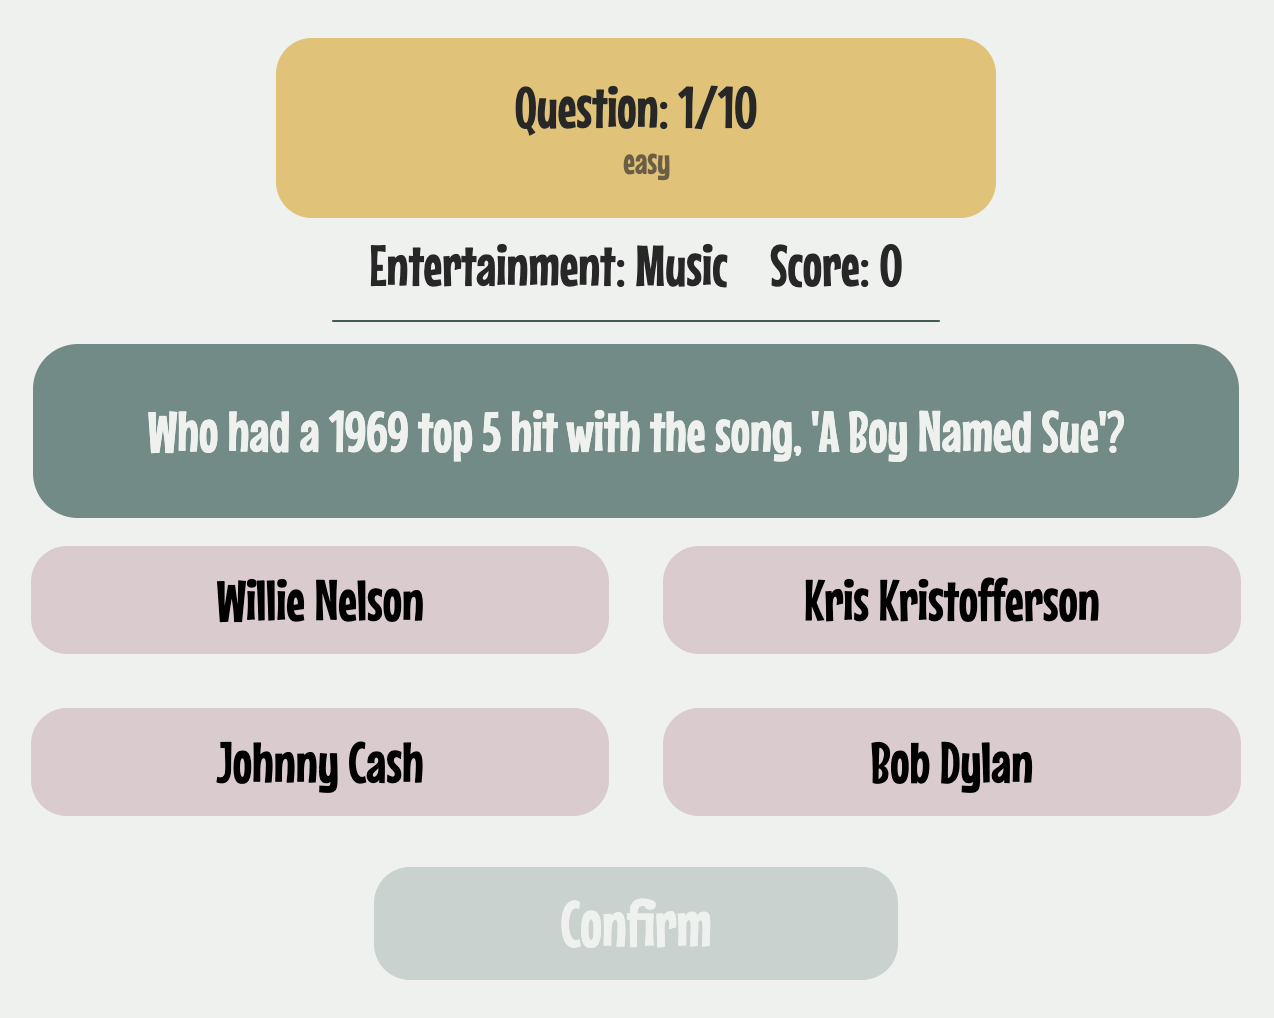 Question: 1/10
easy
Entertainment: Music Score: 0
Who had a 1969 top 5 hit with the song, 'A Boy Named Sue'?
Willie Nelson
Kris Kristofferson
Johnny Cash
Bob Dylan
Confirm